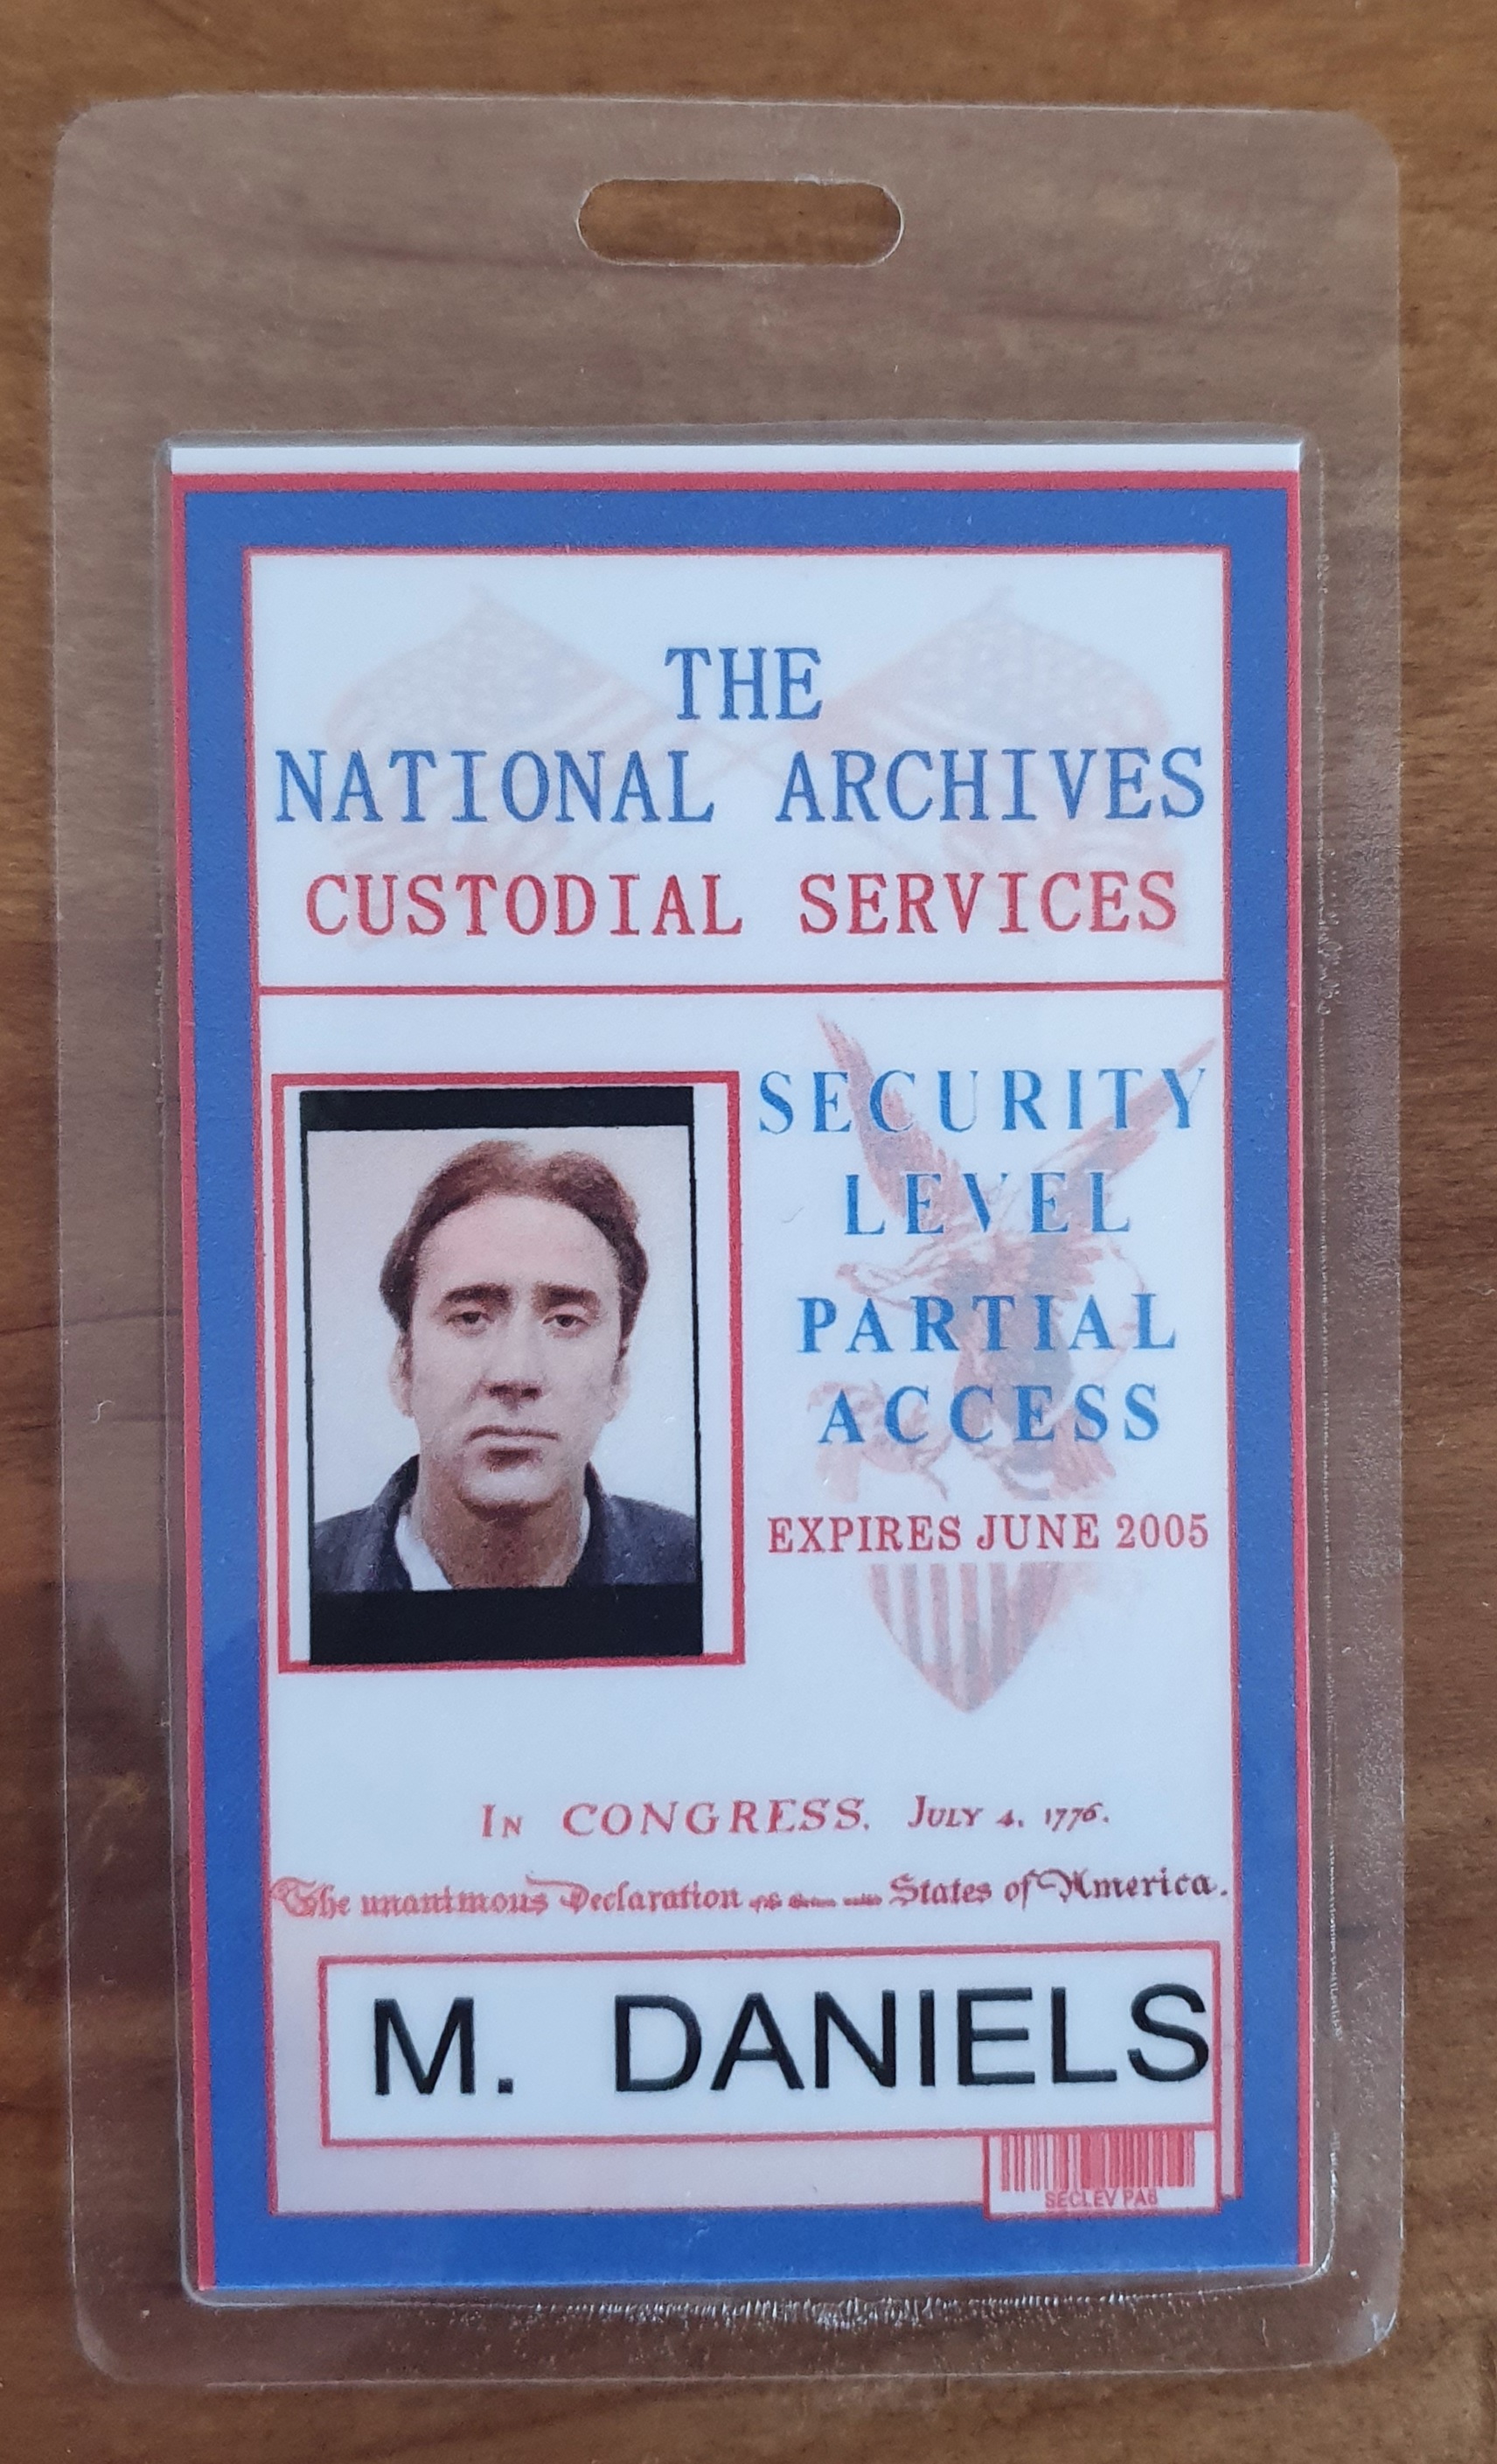 THE
NATIONAL ARCHIVES
CUSTODIAL SERVICES
SECURITY
LEVEL
PARTIAL
ACCESS
EXPIRES JUNE 2005
In CONGRESS. July 4, 1776.
The unanimous Declaration States of America.
M. DANIELS
SECLEV PA6